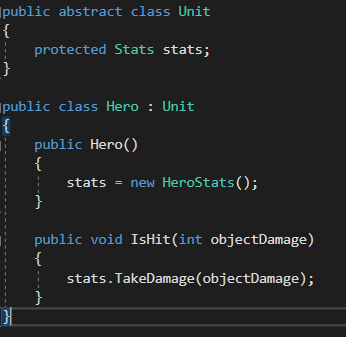 public abstract class Unit
{
    protected Stats stats;
}

public class Hero : Unit
{
    public Hero()
    {
        stats = new HeroStats();
    }

    public void IsHit(int objectDamage)
    {
        stats.TakeDamage(objectDamage);
    }
}